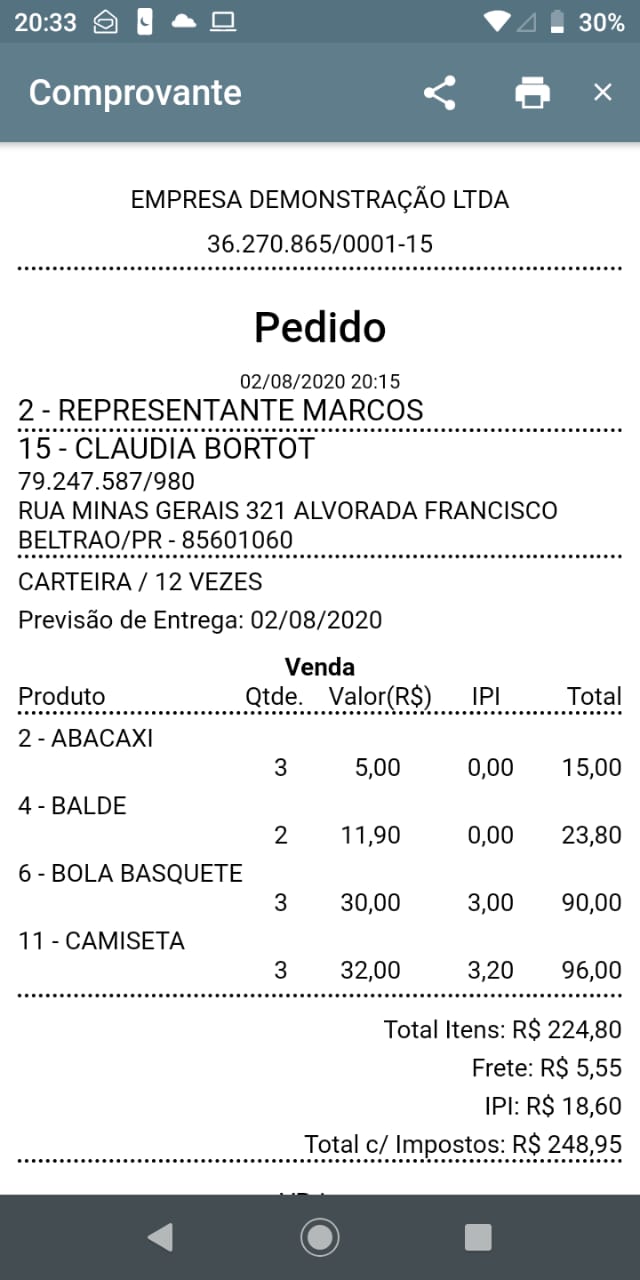 20:33 30%
Comprovante
EMPRESA DEMONSTRAÇÃO LTDA
36.270.865/0001-15
Pedido
02/08/2020 20:15
2 - REPRESENTANTE MARCOS
15 - CLAUDIA BORTOT
79.247.587/980
RUA MINAS GERAIS 321 ALVORADA FRANCISCO
BELTRAO/PR - 85601060
CARTEIRA / 12 VEZES
Previsão de Entrega: 02/08/2020
Venda
Produto Qtde. Valor(R$) IPI Total
2 - ABACAXI
3 5,00 0,00 15,00
4 - BALDE
2 11,90 0,00 23,80
6 - BOLA BASQUETE
3 30,00 3,00 90,00
11 - CAMISETA
3 32,00 3,20 96,00
Total Itens: R$ 224,80
Frete: R$ 5,55
IPI: R$ 18,60
Total c/ Impostos: R$ 248,95